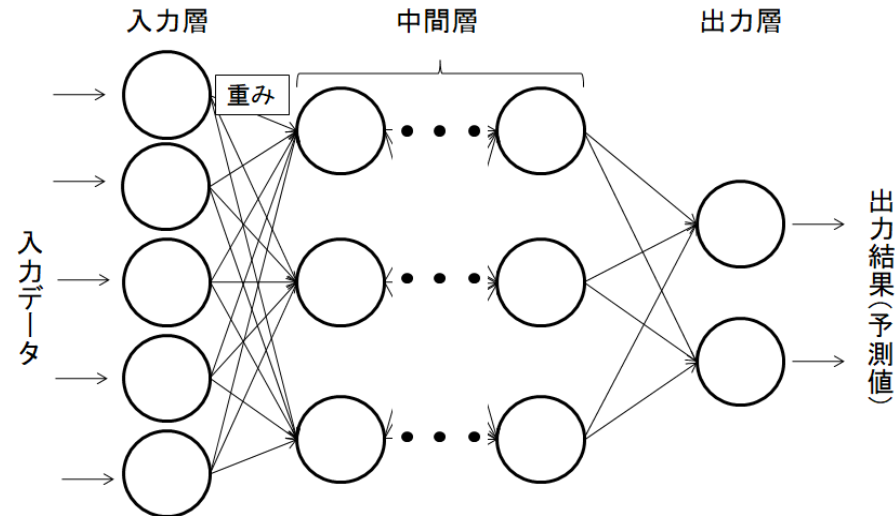 入力層
中間層
出力層
重み
入力データ
出力結果(予測値)